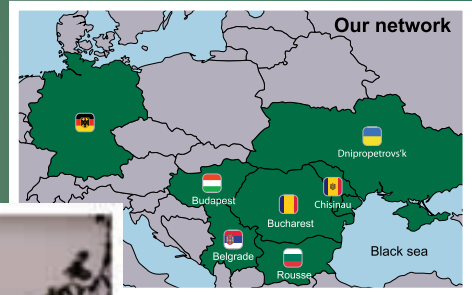 Our network
Dnipropetrovs'k
Budapest
Chisinau
Bucharest
Black sea
Belgrade
Rousse